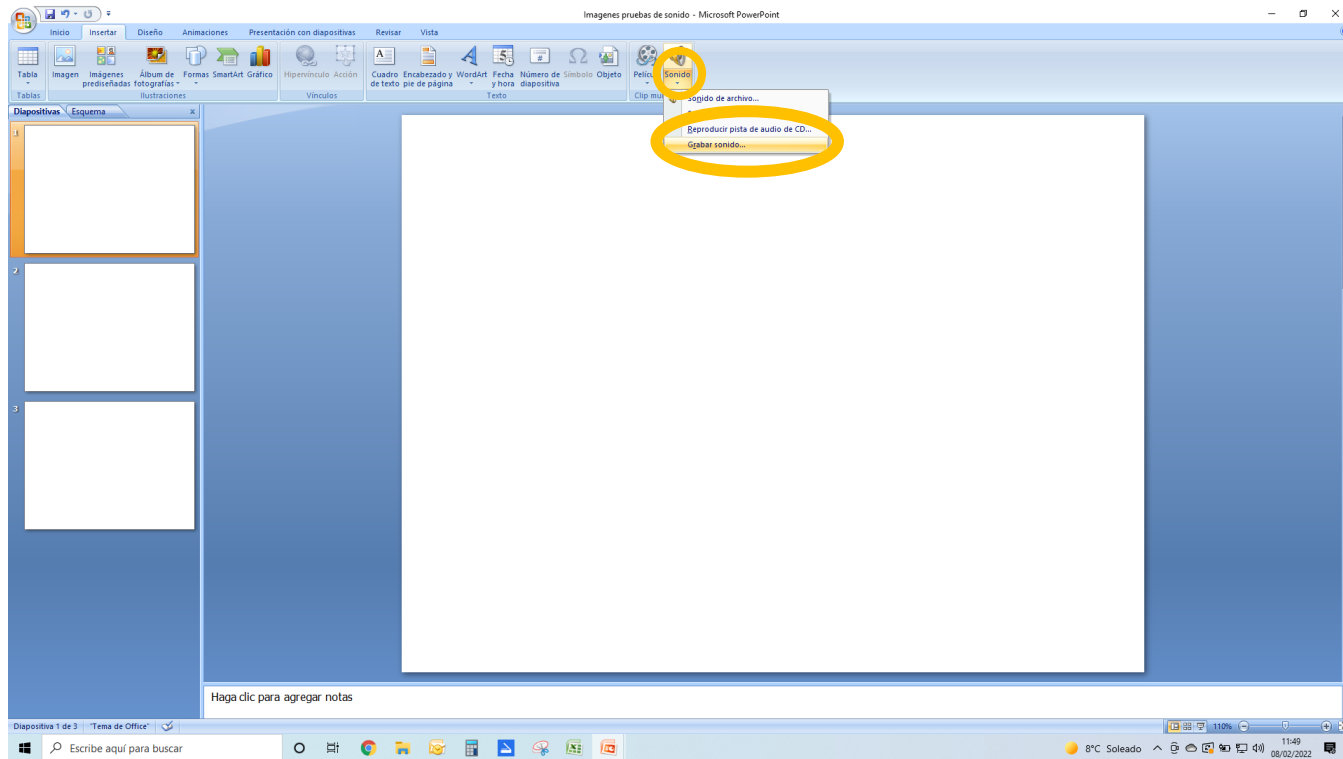 Imagenes pruebas de sonido - Microsoft PowerPoint
Inicio Insertar Diseño Animaciones Presentación con diapositivas Revisar Vista
Tabla Imagen Imágenes prediseñadas Álbum de fotografías Formas SmartArt Gráfico Hipervínculo Acción Cuadro de texto Encabezado y pie de página WordArt Fecha y hora Número de diapositiva Símbolo Objeto Sonido
Tablas Ilustraciones Vínculos Texto Clip
Sonido de archivo...
Reproducir pista de audio de CD...
Grabar sonido...
Diapositivas Esquema x
1
2
3
Haga clic para agregar notas
Diapositiva 1 de 3 "Tema de Office" 110%
Escribe aquí para buscar
8°C Soleado
11:49
08/02/2022